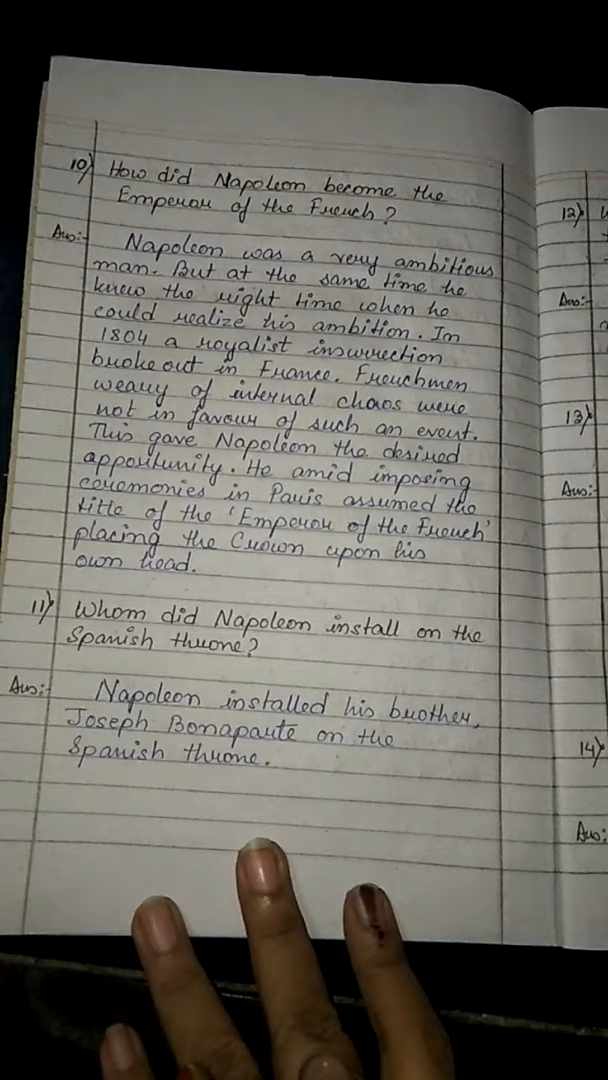 10) How did Napoleon become the
Emperor of the French ?
Ans:- Napoleon was a very ambitious
man. But at the same time he
knew the right time when he
could realize his ambition. In
1804 a royalist insurrection
broke out in France. Frenchmen
weary of internal chaos were
not in favour of such an event.
This gave Napoleon the desired
opportunity. He amid imposing
ceremonies in Paris assumed the
title of the 'Emperor of the French'
placing the Crown upon his
own head.
11) Whom did Napoleon install on the
Spanish throne?
Ans:- Napoleon installed his brother,
Joseph Bonaparte on the
Spanish throne.
12)
Ans:-
13)
Ans:-
14)
Ans: